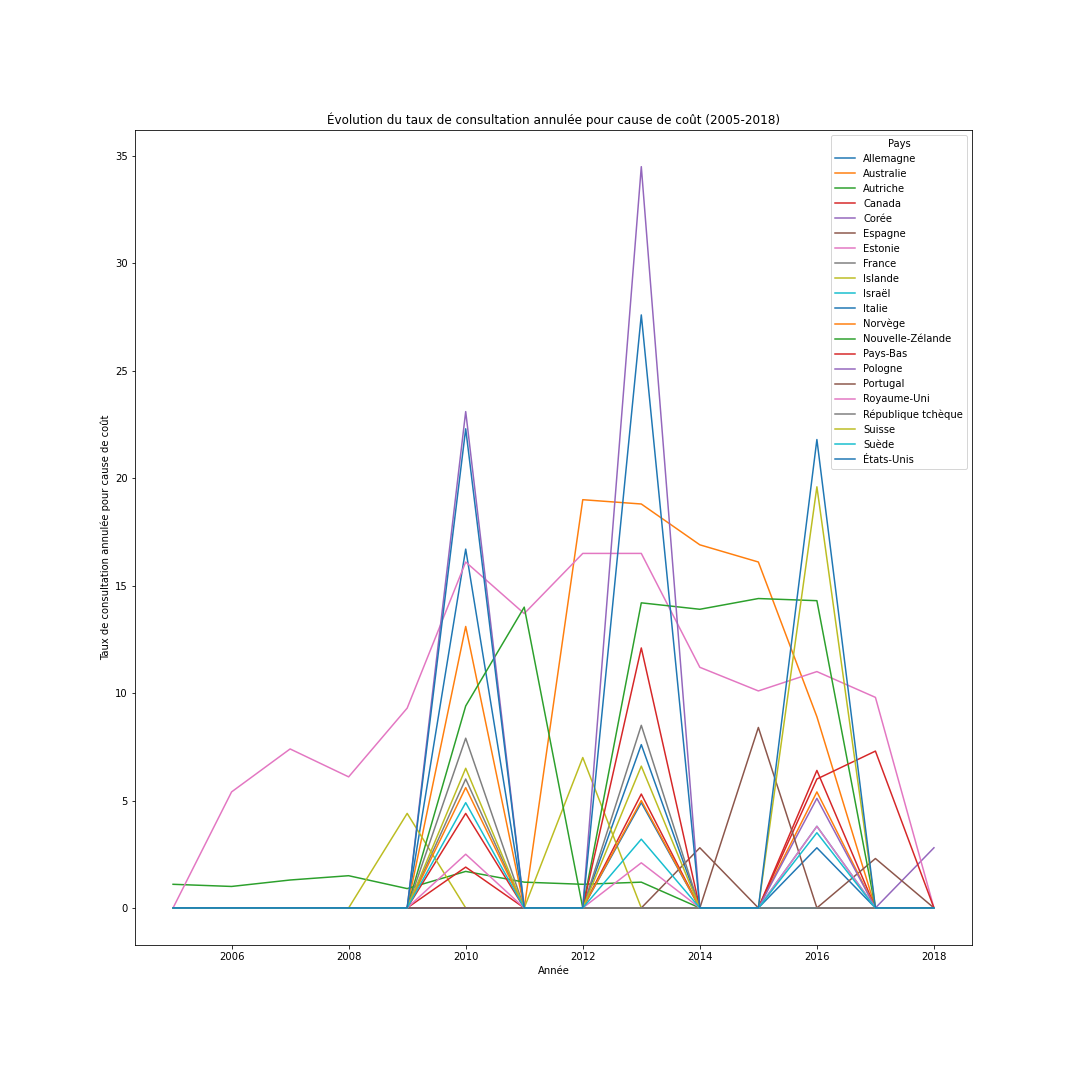 Évolution du taux de consultation annulée pour cause de coût (2005-2018)
Pays
Allemagne
Australie
Autriche
Canada
Corée
Espagne
Estonie
France
Islande
Israël
Italie
Norvège
Nouvelle-Zélande
Pays-Bas
Pologne
Portugal
Royaume-Uni
République tchèque
Suisse
Suède
États-Unis
Taux de consultation annulée pour cause de coût
35
30
25
20
15
10
5
0
2006 2008 2010 2012 2014 2016 2018
Année